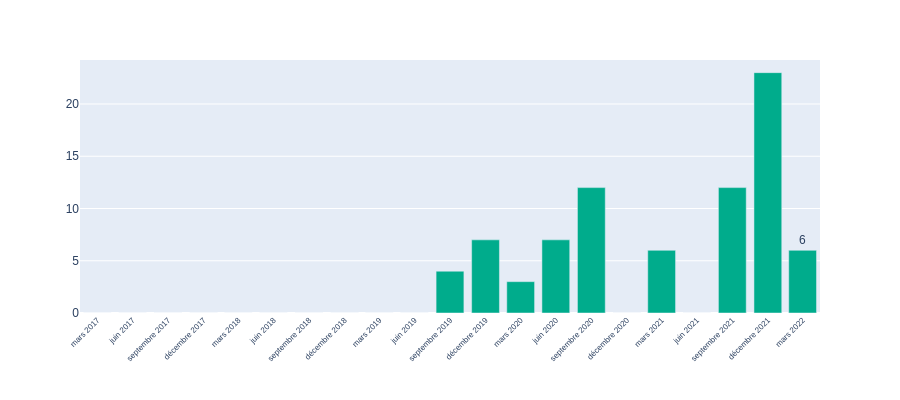 20
15
10
5
0
6
mars 2017
juin 2017
septembre 2017
décembre 2017
mars 2018
juin 2018
septembre 2018
décembre 2018
mars 2019
juin 2019
septembre 2019
décembre 2019
mars 2020
juin 2020
septembre 2020
décembre 2020
mars 2021
juin 2021
septembre 2021
décembre 2021
mars 2022